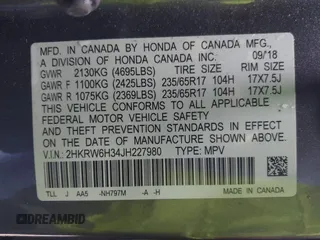 MFD. IN CANADA BY HONDA OF CANADA MFG.,
A DIVISION OF HONDA CANADA INC. 09/18
GVWR 2130KG (4695LBS) TIRE SIZE RIM SIZE
GAWR F 1100KG (2425LBS) 235/65R17 104H 17X7.5J
GAWR R 1075KG (2369LBS) 235/65R17 104H 17X7.5J
THIS VEHICLE CONFORMS TO ALL APPLICABLE
FEDERAL MOTOR VEHICLE SAFETY
AND THEFT PREVENTION STANDARDS IN EFFECT
ON THE DATE OF MANUFACTURE SHOWN ABOVE.
V.I.N.: 2HKRW6H34JH227980 TYPE: MPV
TLL J AA5 -NH797M -A -H
DREAMBID